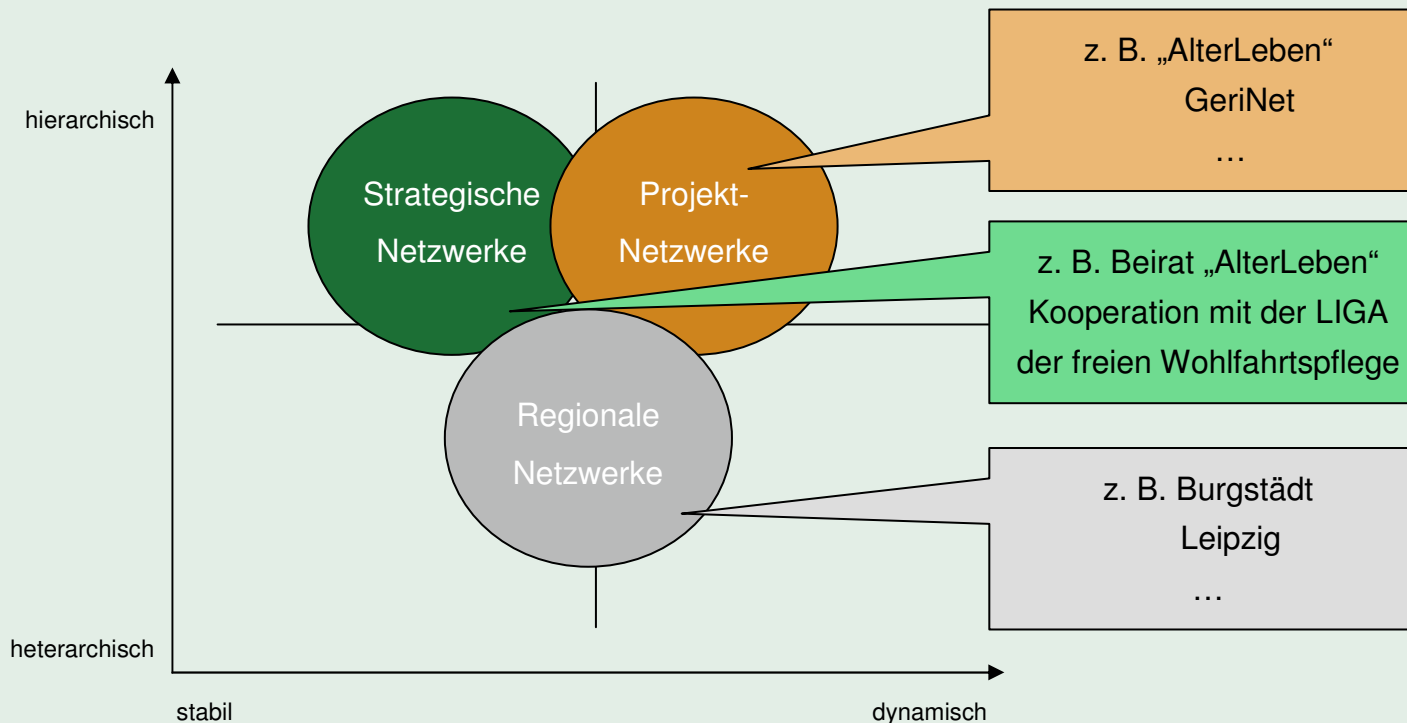 hierarchisch
Strategische
Netzwerke
Projekt-
Netzwerke
Regionale
Netzwerke
z. B. „AlterLeben“
GeriNet
…
z. B. Beirat „AlterLeben“
Kooperation mit der LIGA
der freien Wohlfahrtspflege
z. B. Burgstädt
Leipzig
…
heterarchisch
stabil
dynamisch